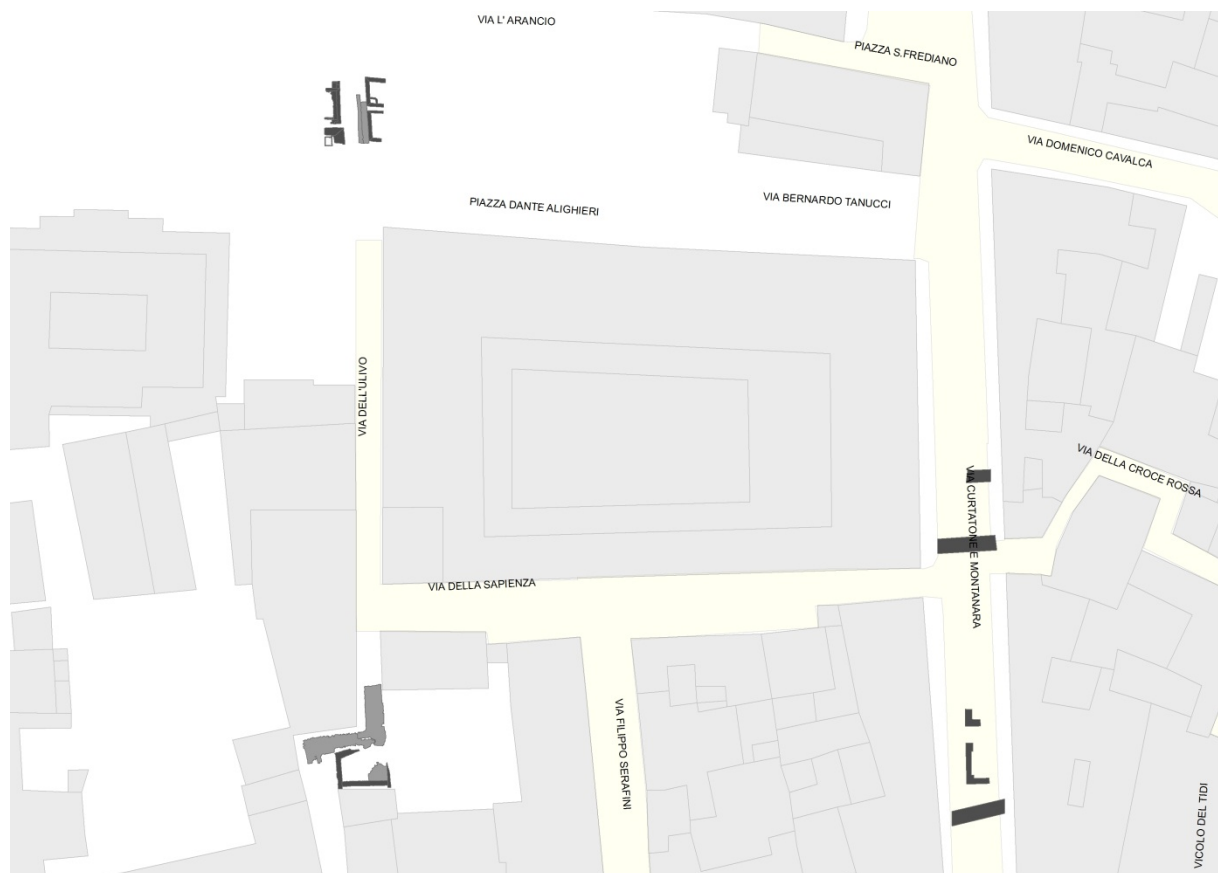 VIA L' ARANCIO
PIAZZA S.FREDIANO
VIA DOMENICO CAVALCA
PIAZZA DANTE ALIGHIERI
VIA BERNARDO TANUCCI
VIA DELL'ULIVO
VIA DELLA CROCE ROSSA
VIA CURTATONE E MONTANARA
VIA DELLA SAPIENZA
VIA FILIPPO SERAFINI
VICOLO DEL TIDI